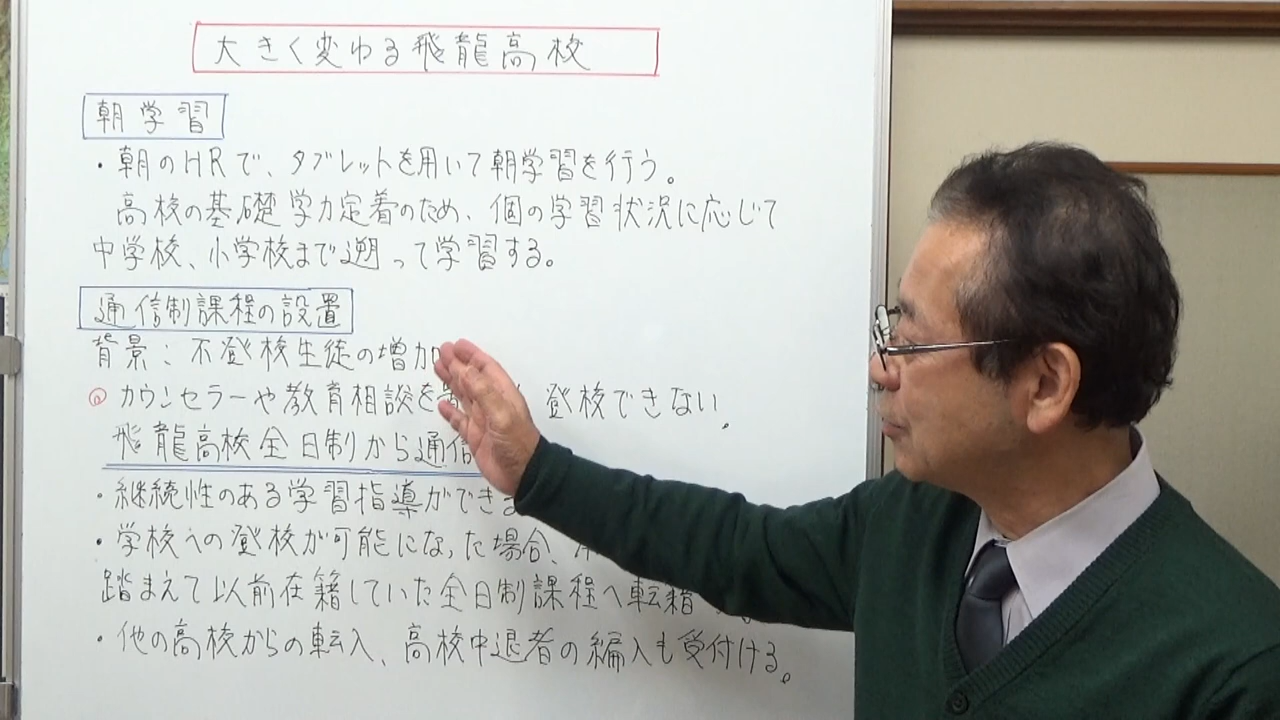 大きく変わる飛龍高校
朝学習
・朝のHRで、タブレットを用いて朝学習を行う。
高校の基礎学力定着のため、個の学習状況に応じて
中学校、小学校まで遡って学習する。
通信制課程の設置
背景：不登校生徒の増加
◎カウンセラーや教育相談を 登校できない。
飛龍高校全日制から通信
・継続性のある学習指導ができ
・学校への登校が可能になった場合、
踏まえて以前在籍していた全日制課程へ転籍
・他の高校からの転入、高校中退者の編入も受付ける。